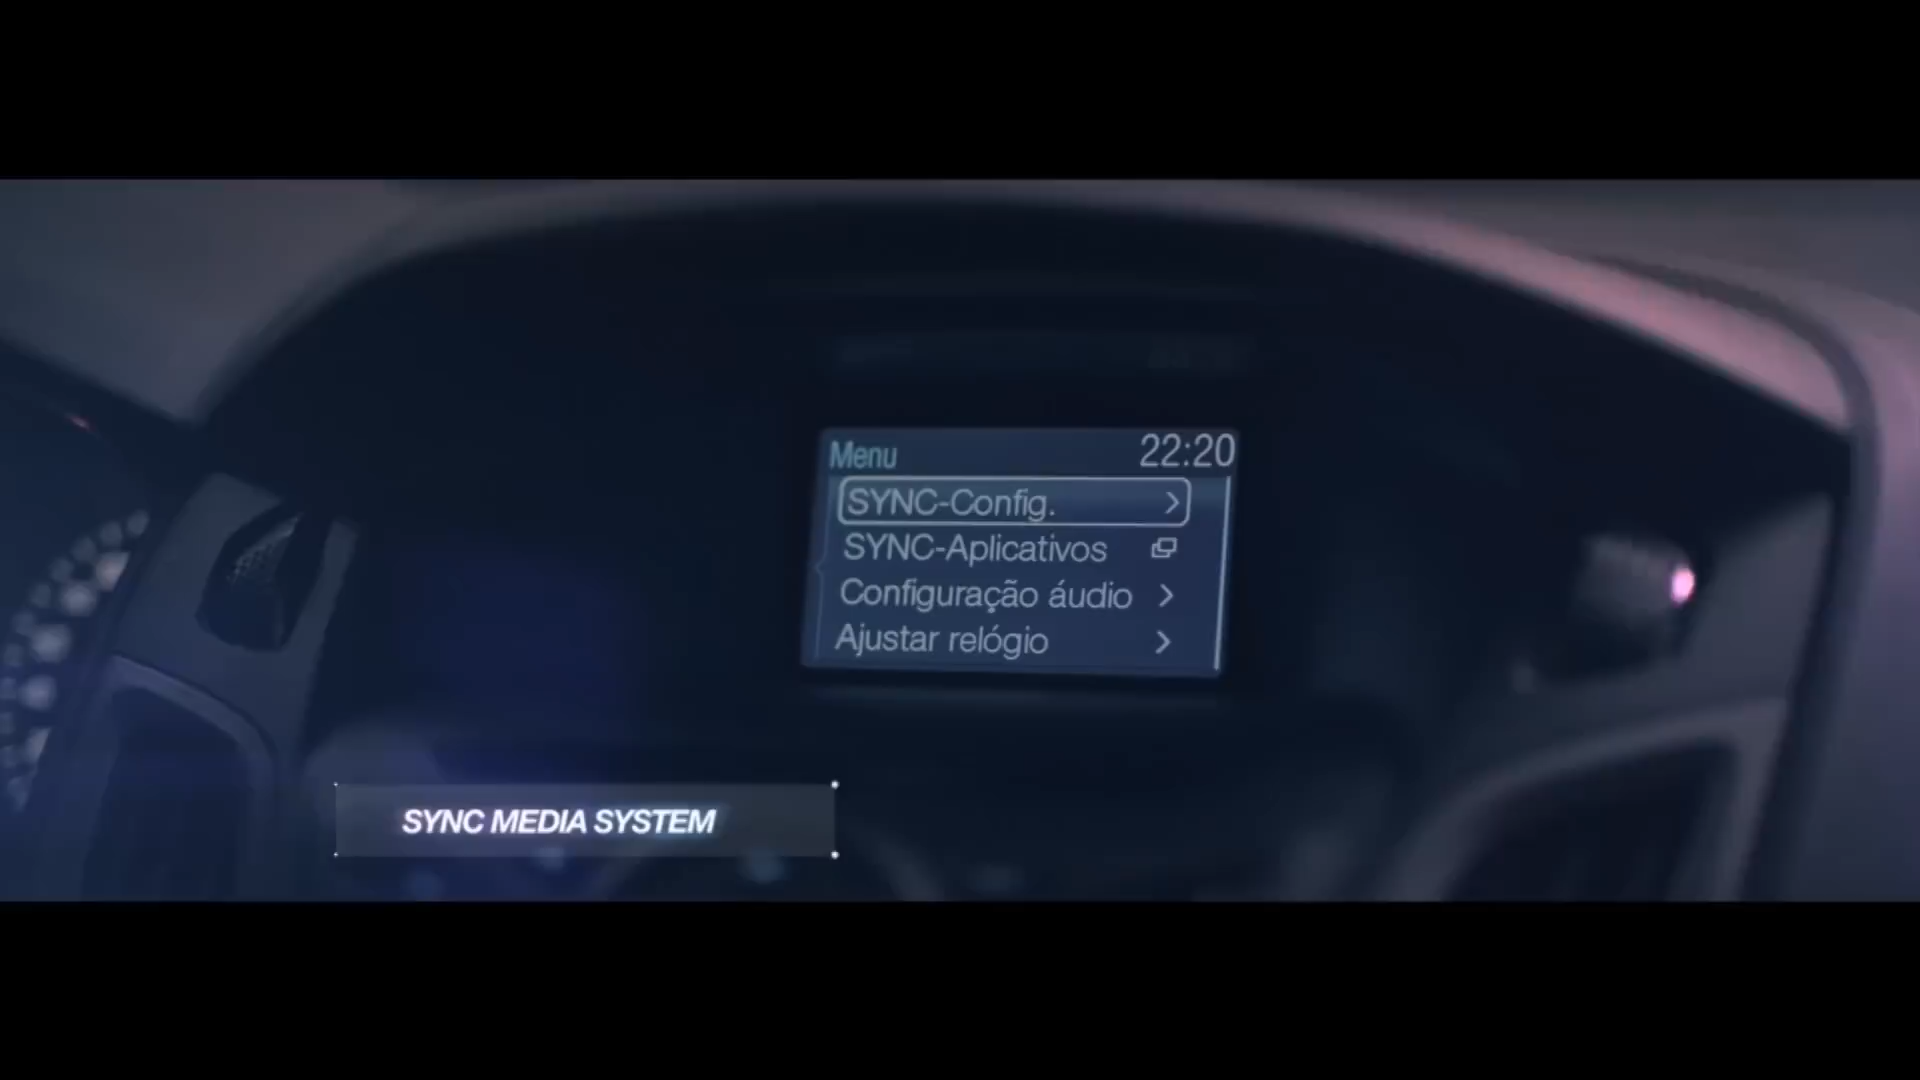 Menu 22:20
SYNC-Config.
SYNC-Aplicativos
Configuração áudio
Ajustar relógio
SYNC MEDIA SYSTEM